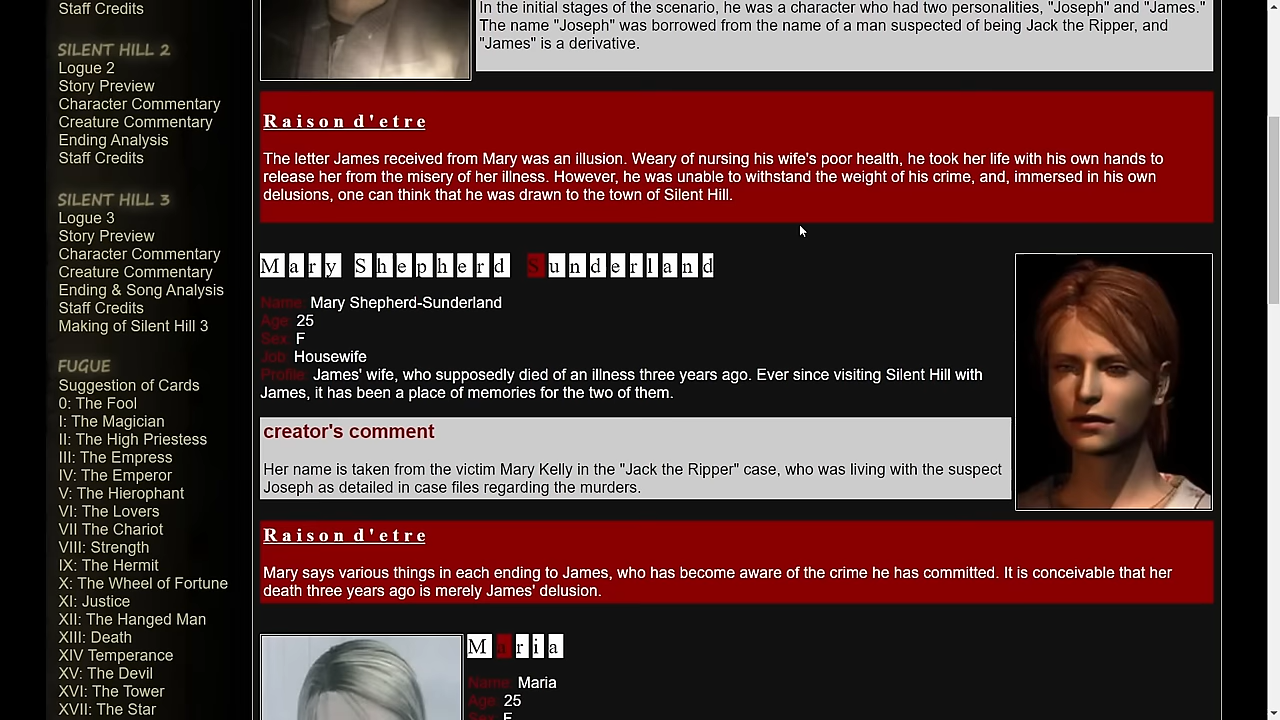 Staff Credits
SILENT HILL 2
Logue 2
Story Preview
Character Commentary
Creature Commentary
Ending Analysis
Staff Credits
SILENT HILL 3
Logue 3
Story Preview
Character Commentary
Creature Commentary
Ending & Song Analysis
Staff Credits
Making of Silent Hill 3
FUGUE
Suggestion of Cards
0: The Fool
I: The Magician
II: The High Priestess
III: The Empress
IV: The Emperor
V: The Hierophant
VI: The Lovers
VII The Chariot
VIII: Strength
IX: The Hermit
X: The Wheel of Fortune
XI: Justice
XII: The Hanged Man
XIII: Death
XIV Temperance
XV: The Devil
XVI: The Tower
XVII: The Star
In the initial stages of the scenario, he was a character who had two personalities, "Joseph" and "James."
The name "Joseph" was borrowed from the name of a man suspected of being Jack the Ripper, and
"James" is a derivative.
Raison d'etre
The letter James received from Mary was an illusion. Weary of nursing his wife's poor health, he took her life with his own hands to
release her from the misery of her illness. However, he was unable to withstand the weight of his crime, and, immersed in his own
delusions, one can think that he was drawn to the town of Silent Hill.
Mary Shepherd Sunderland
Name: Mary Shepherd-Sunderland
Age: 25
Sex: F
Job: Housewife
Profile: James' wife, who supposedly died of an illness three years ago. Ever since visiting Silent Hill with
James, it has been a place of memories for the two of them.
creator's comment
Her name is taken from the victim Mary Kelly in the "Jack the Ripper" case, who was living with the suspect
Joseph as detailed in case files regarding the murders.
Raison d'etre
Mary says various things in each ending to James, who has become aware of the crime he has committed. It is conceivable that her
death three years ago is merely James' delusion.
Maria
Name: Maria
Age: 25
Sex: F